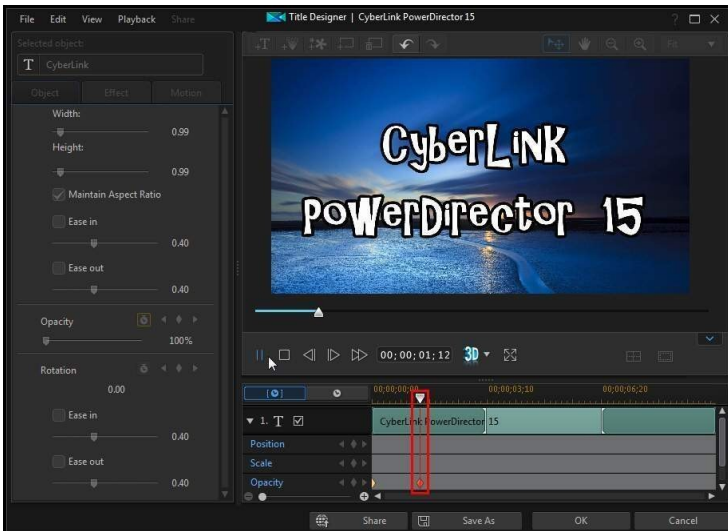 File Edit View Playback Share
Title Designer | CyberLink PowerDirector 15
?
Selected object:
T CyberLink
Object Effect Motion
Width:
0.99
Height:
0.99
Maintain Aspect Ratio
Ease in
0.40
Ease out
0.40
Opacity
100%
Rotation
0.00
Ease in
0.40
Ease out
0.40
Fit
CyberLiNK
PoWerDirector 15
00; 00; 01; 12
3D
00;00;00;00 00;00;03;10 00;00;06;20
1. T CyberLink PowerDirector 15
Position
Scale
Opacity
Share Save As OK Cancel